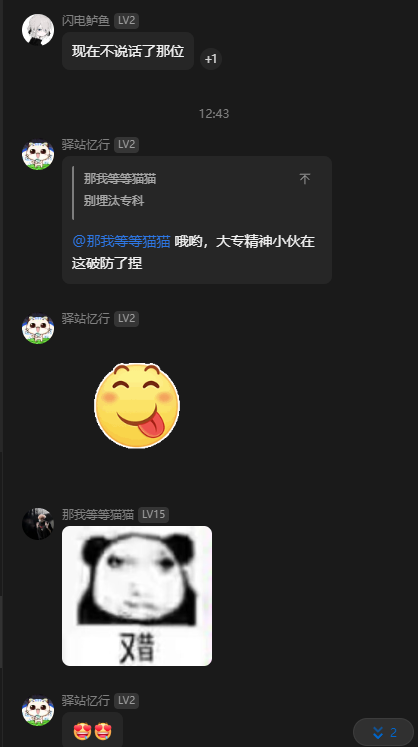 闪电鲈鱼 LV2
现在不说话了那位
+1
12:43
驿站忆行 LV2
那我等等猫猫
别埋汰专科
@那我等等猫猫 哦哟，大专精神小伙在
这破防了捏
驿站忆行 LV2
那我等等猫猫 LV15
又猎
驿站忆行 LV2
2